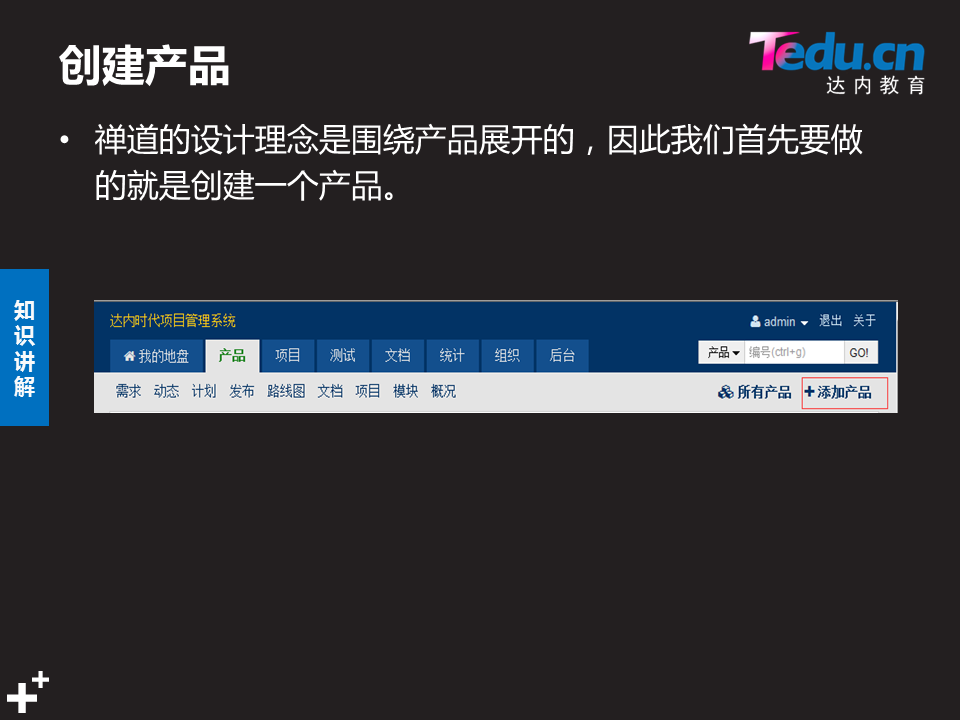 创建产品
Tedu.cn
达内教育
• 禅道的设计理念是围绕产品展开的，因此我们首先要做
的就是创建一个产品。
知识讲解
达内时代项目管理系统
admin 退出 关于
我的地盘 产品 项目 测试 文档 统计 组织 后台
产品 编号(ctrl+g) GO!
需求 动态 计划 发布 路线图 文档 项目 模块 概况
所有产品 +添加产品